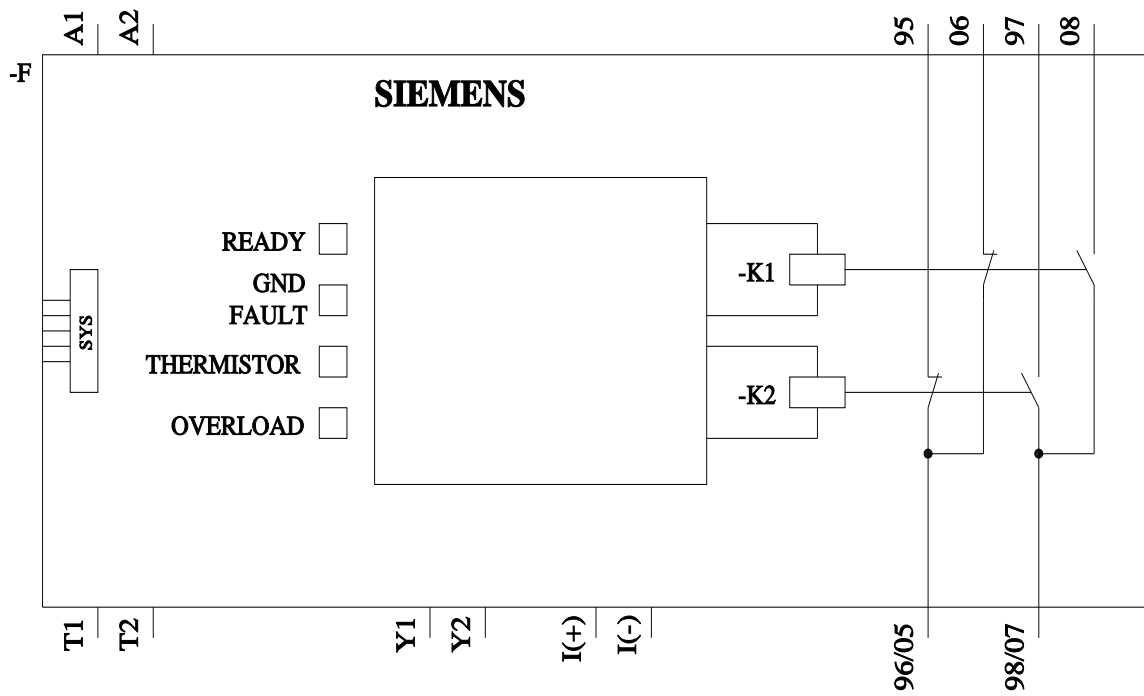 A1
A2
95
06
97
08
-F
SIEMENS
READY
GND
FAULT
THERMISTOR
OVERLOAD
SYS
-K1
-K2
T1
T2
Y1
Y2
I(+)
I(-)
96/05
98/07